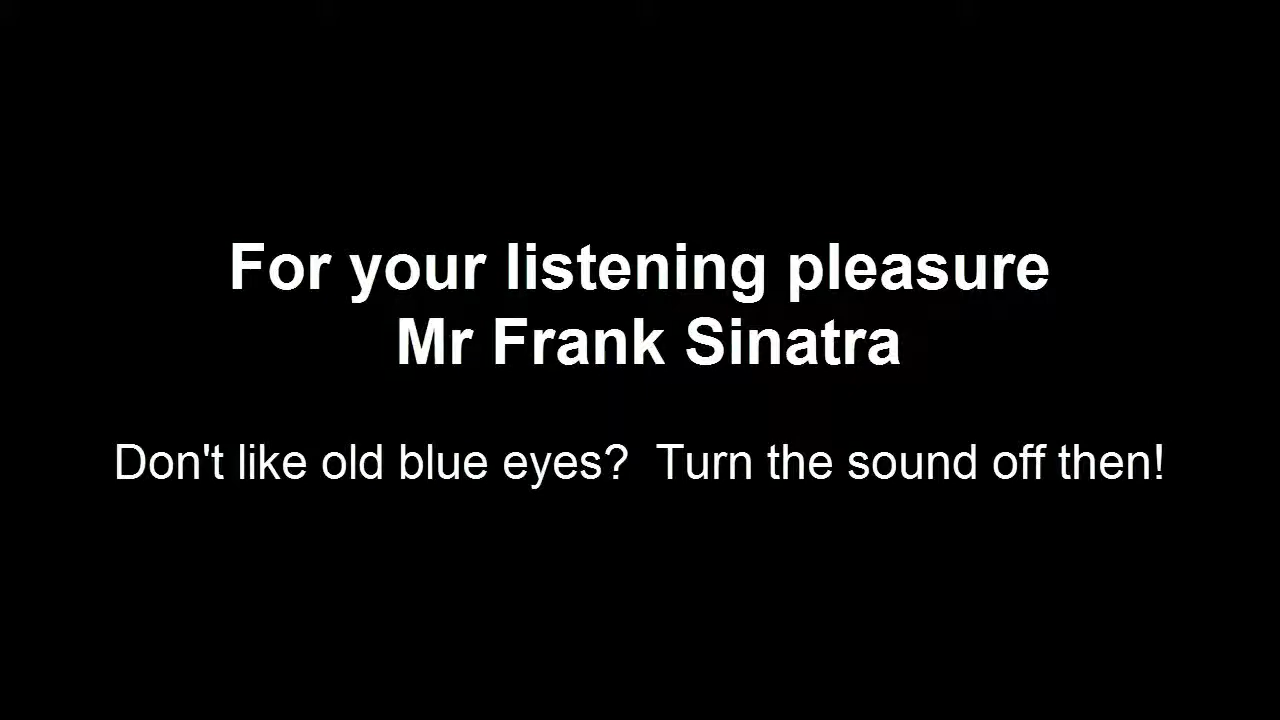 For your listening pleasure
Mr Frank Sinatra
Don't like old blue eyes?  Turn the sound off then!